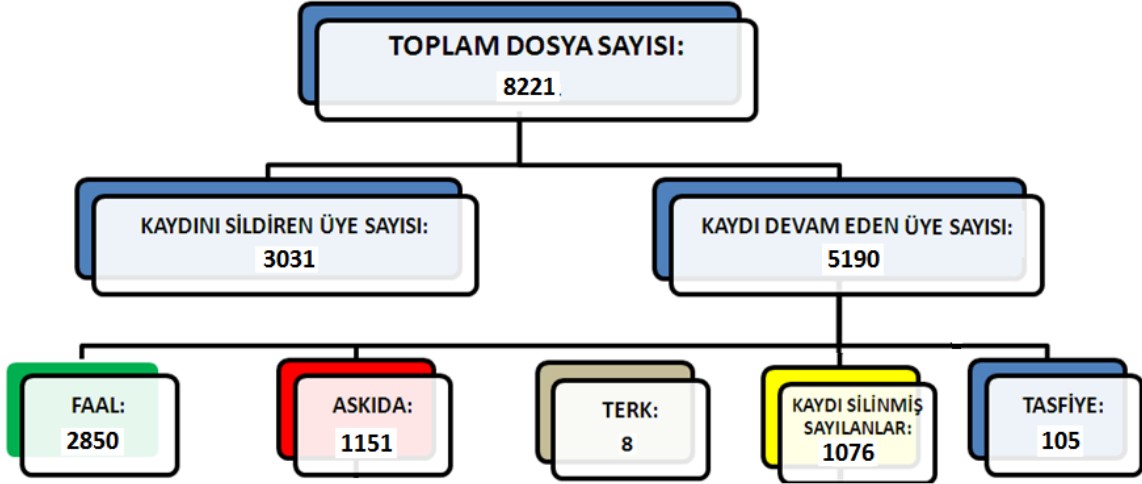 TOPLAM DOSYA SAYISI:
8221.
KAYDINI SİLDİREN ÜYE SAYISI:
3031
KAYDI DEVAM EDEN ÜYE SAYISI:
5190
FAAL:
2850
ASKIDA:
1151
TERK:
8
KAYDI SİLİNMİŞ
SAYILANLAR:
1076
TASFİYE:
105